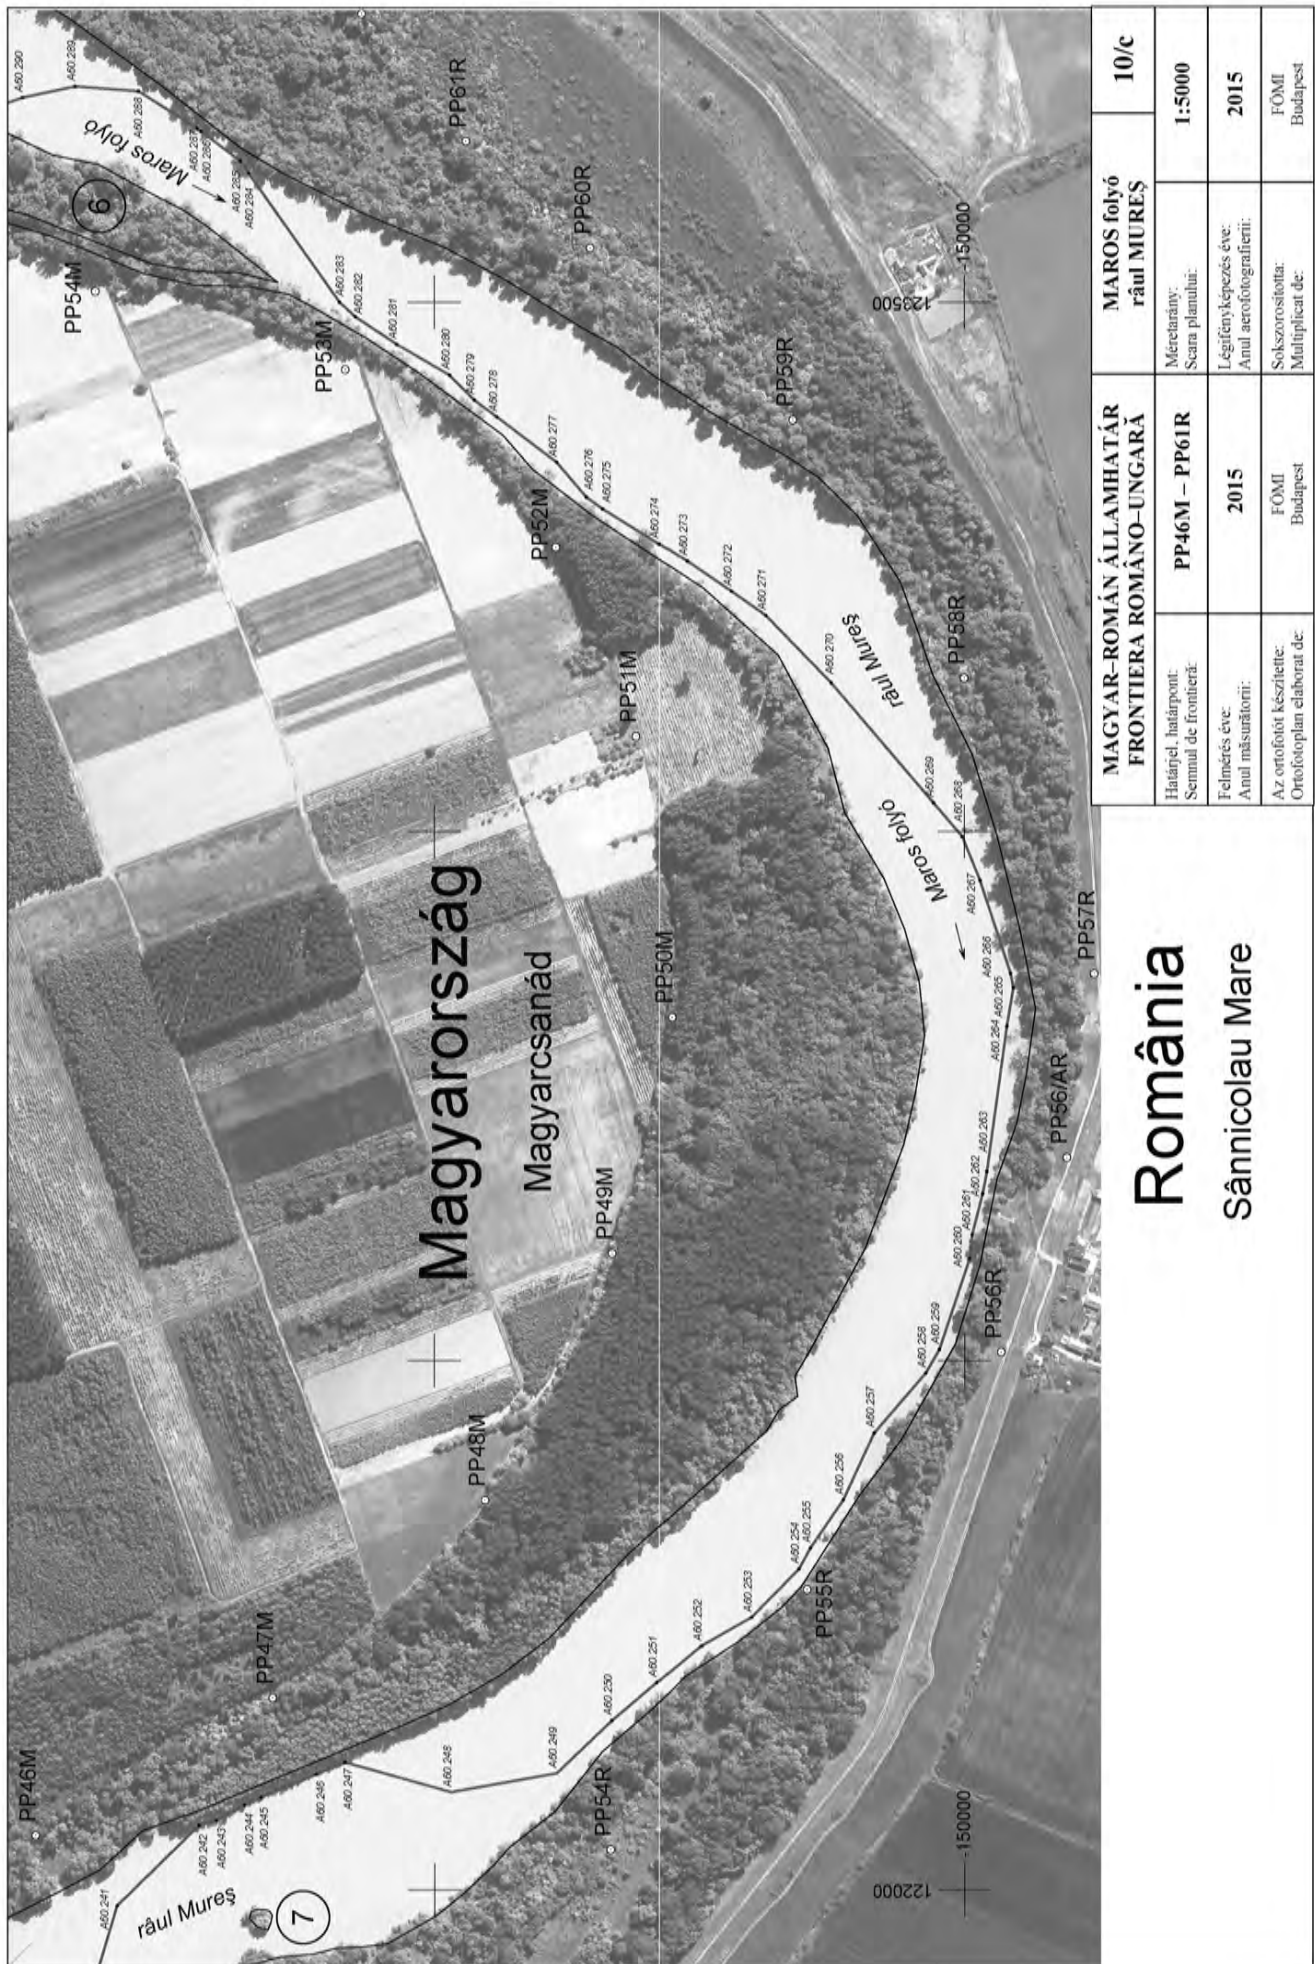 MAGYAR–ROMÁN ÁLLAMHATÁR
FRONTIERA ROMÂNO–UNGARĂ
MAROS folyó
râul MUREŞ
10/c
Határjel, határpont:
Semnul de frontieră:
PP46M – PP61R
Méretarány:
Scara planului:
1:5000
Felmérés éve:
Anul măsurătorii:
2015
Légifényképezés éve:
Anul aerofotografierii:
2015
Az ortofotót készítette:
Ortofotoplan elaborat de:
FÖMI
Budapest
Sokszorosította:
Multiplicat de:
FÖMI
Budapest
Magyarország
Magyarcsanád
România
Sânnicolau Mare
PP46M
PP47M
PP48M
PP49M
PP50M
PP51M
PP52M
PP53M
PP54M
PP54R
PP55R
PP56R
PP56/AR
PP57R
PP58R
PP59R
PP60R
PP61R
râul Mureş
Maros folyó
râul Mureş
Maros folyó
6
7
122000
-150000
123500
-150000
A60.241
A60.242
A60.243
A60.244
A60.245
A60.246
A60.247
A60.248
A60.249
A60.250
A60.251
A60.252
A60.253
A60.254
A60.255
A60.256
A60.257
A60.258
A60.259
A60.260
A60.261
A60.262
A60.263
A60.264
A60.265
A60.266
A60.267
A60.268
A60.269
A60.270
A60.271
A60.272
A60.273
A60.274
A60.275
A60.276
A60.277
A60.278
A60.279
A60.280
A60.281
A60.282
A60.283
A60.284
A60.285
A60.286
A60.287
A60.288
A60.289
A60.290